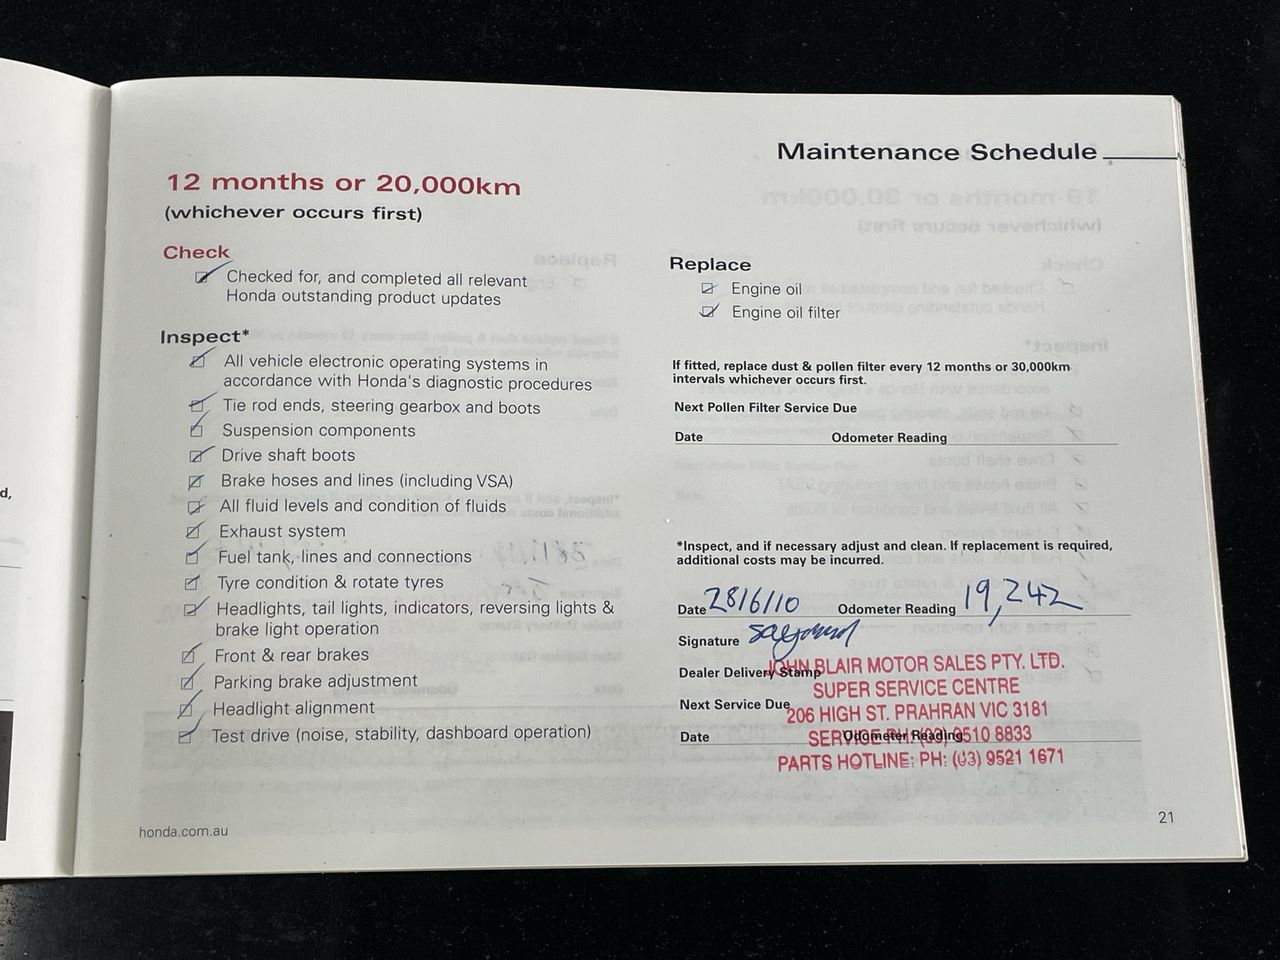 Maintenance Schedule
12 months or 20,000km
(whichever occurs first)
Check
Checked for, and completed all relevant
Honda outstanding product updates
Inspect*
All vehicle electronic operating systems in
accordance with Honda's diagnostic procedures
Tie rod ends, steering gearbox and boots
Suspension components
Drive shaft boots
Brake hoses and lines (including VSA)
All fluid levels and condition of fluids
Exhaust system
Fuel tank, lines and connections
Tyre condition & rotate tyres
Headlights, tail lights, indicators, reversing lights &
brake light operation
Front & rear brakes
Parking brake adjustment
Headlight alignment
Test drive (noise, stability, dashboard operation)
honda.com.au
Replace
Engine oil
Engine oil filter
If fitted, replace dust & pollen filter every 12 months or 30,000km
intervals whichever occurs first.
Next Pollen Filter Service Due
Date Odometer Reading
*Inspect, and if necessary adjust and clean. If replacement is required,
additional costs may be incurred.
Date 28/6/10 Odometer Reading 19,242
Signature
Dealer Delivery Stamp
Next Service Due
Date Odometer Reading
JOHN BLAIR MOTOR SALES PTY. LTD.
SUPER SERVICE CENTRE
206 HIGH ST. PRAHRAN VIC 3181
SERVICE PH: (03) 9510 8833
PARTS HOTLINE: PH: (03) 9521 1671
21
d,